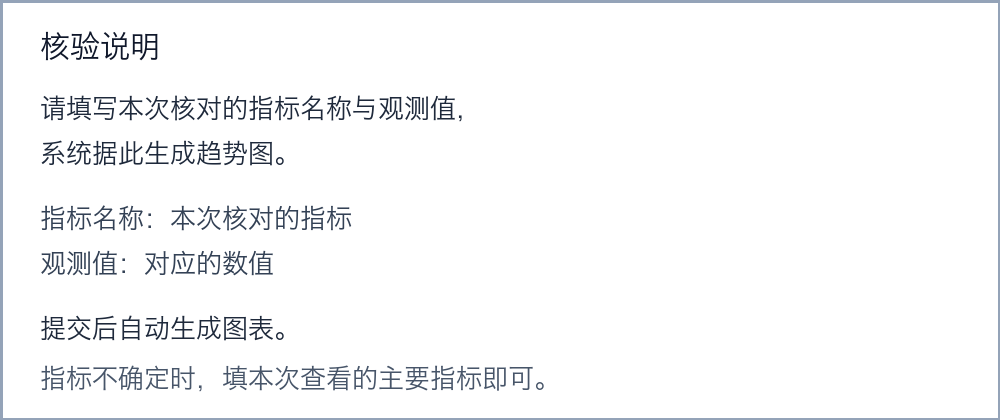 核验说明
请填写本次核对的指标名称与观测值，
系统据此生成趋势图。
指标名称：本次核对的指标
观测值：对应的数值
提交后自动生成图表。
指标不确定时，填本次查看的主要指标即可。